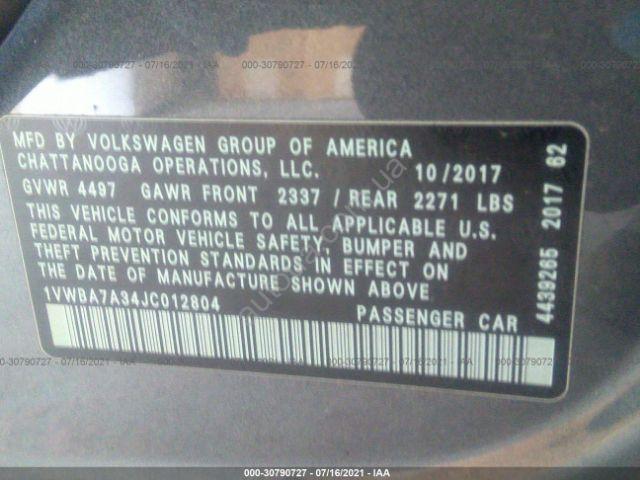 000-30790727 - 07/16/2021 - IAA
MFD BY VOLKSWAGEN GROUP OF AMERICA
CHATTANOOGA OPERATIONS, LLC. 10/2017
GVWR 4497 GAWR FRONT 2337 / REAR 2271 LBS
THIS VEHICLE CONFORMS TO ALL APPLICABLE U.S.
FEDERAL MOTOR VEHICLE SAFETY, BUMPER AND
THEFT PREVENTION STANDARDS IN EFFECT ON
THE DATE OF MANUFACTURE SHOWN ABOVE
1VWBA7A34JC012804 PASSENGER CAR
4439285 2017 62
000-30790727 - 07/16/2021 - IAA